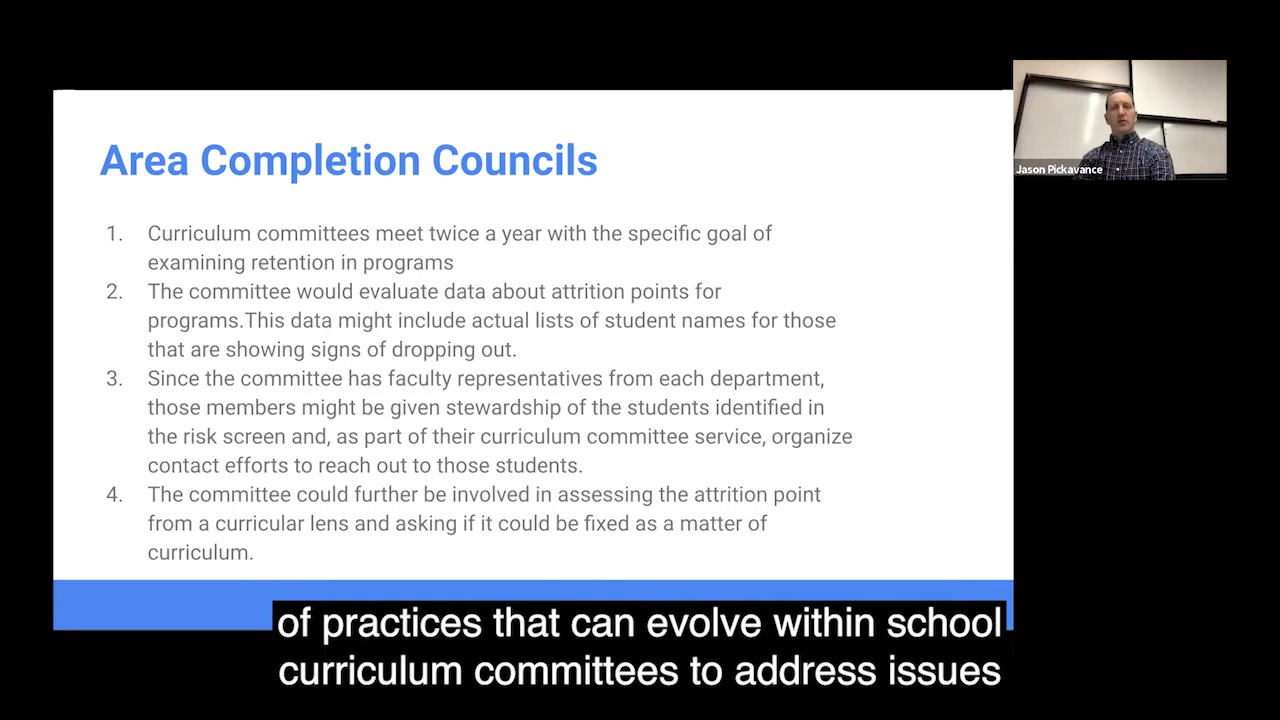 Area Completion Councils
1. Curriculum committees meet twice a year with the specific goal of
examining retention in programs
2. The committee would evaluate data about attrition points for
programs.This data might include actual lists of student names for those
that are showing signs of dropping out.
3. Since the committee has faculty representatives from each department,
those members might be given stewardship of the students identified in
the risk screen and, as part of their curriculum committee service, organize
contact efforts to reach out to those students.
4. The committee could further be involved in assessing the attrition point
from a curricular lens and asking if it could be fixed as a matter of
curriculum.
Jason Pickavance
of practices that can evolve within school
curriculum committees to address issues